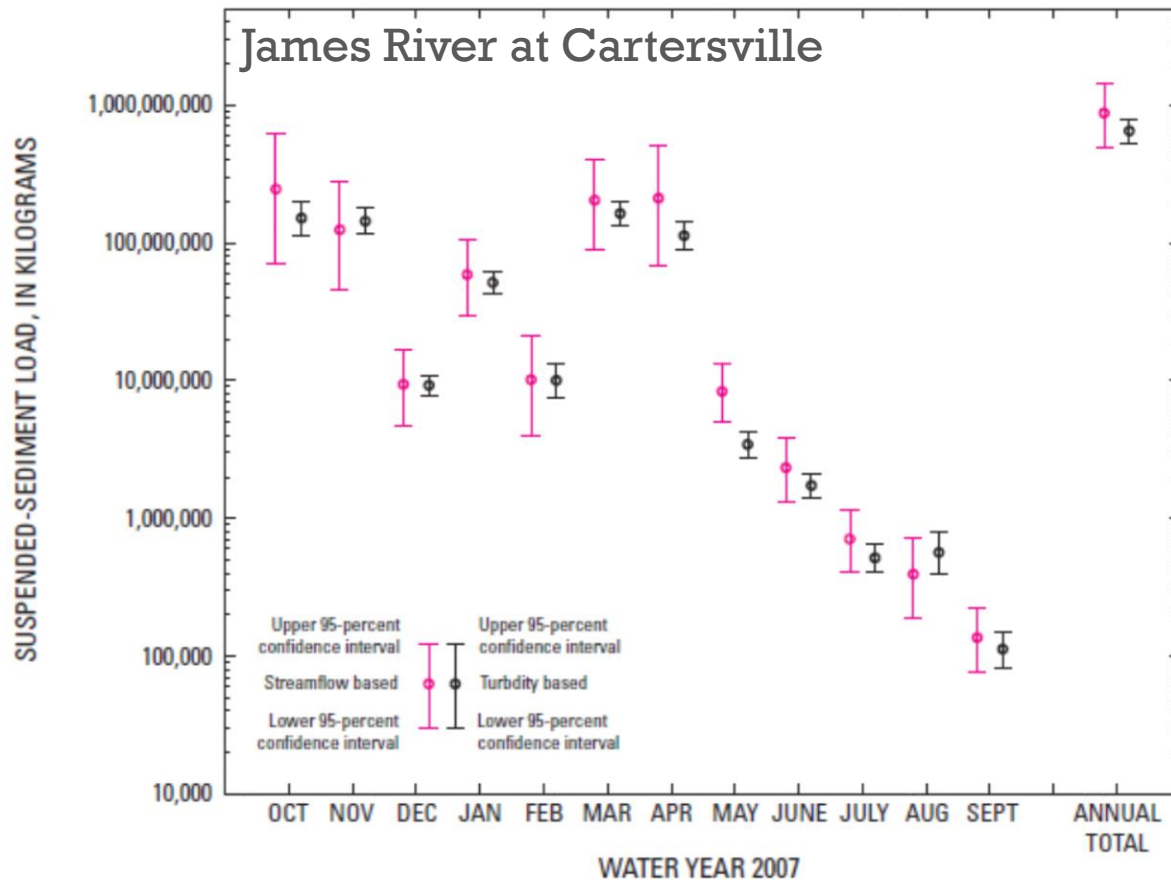 James River at Cartersville
SUSPENDED-SEDIMENT LOAD, IN KILOGRAMS
1,000,000,000
100,000,000
10,000,000
1,000,000
100,000
10,000
Upper 95-percent
confidence interval
Streamflow based
Lower 95-percent
confidence interval
Upper 95-percent
confidence interval
Turbdity based
Lower 95-percent
confidence interval
OCT NOV DEC JAN FEB MAR APR MAY JUNE JULY AUG SEPT ANNUAL
TOTAL
WATER YEAR 2007